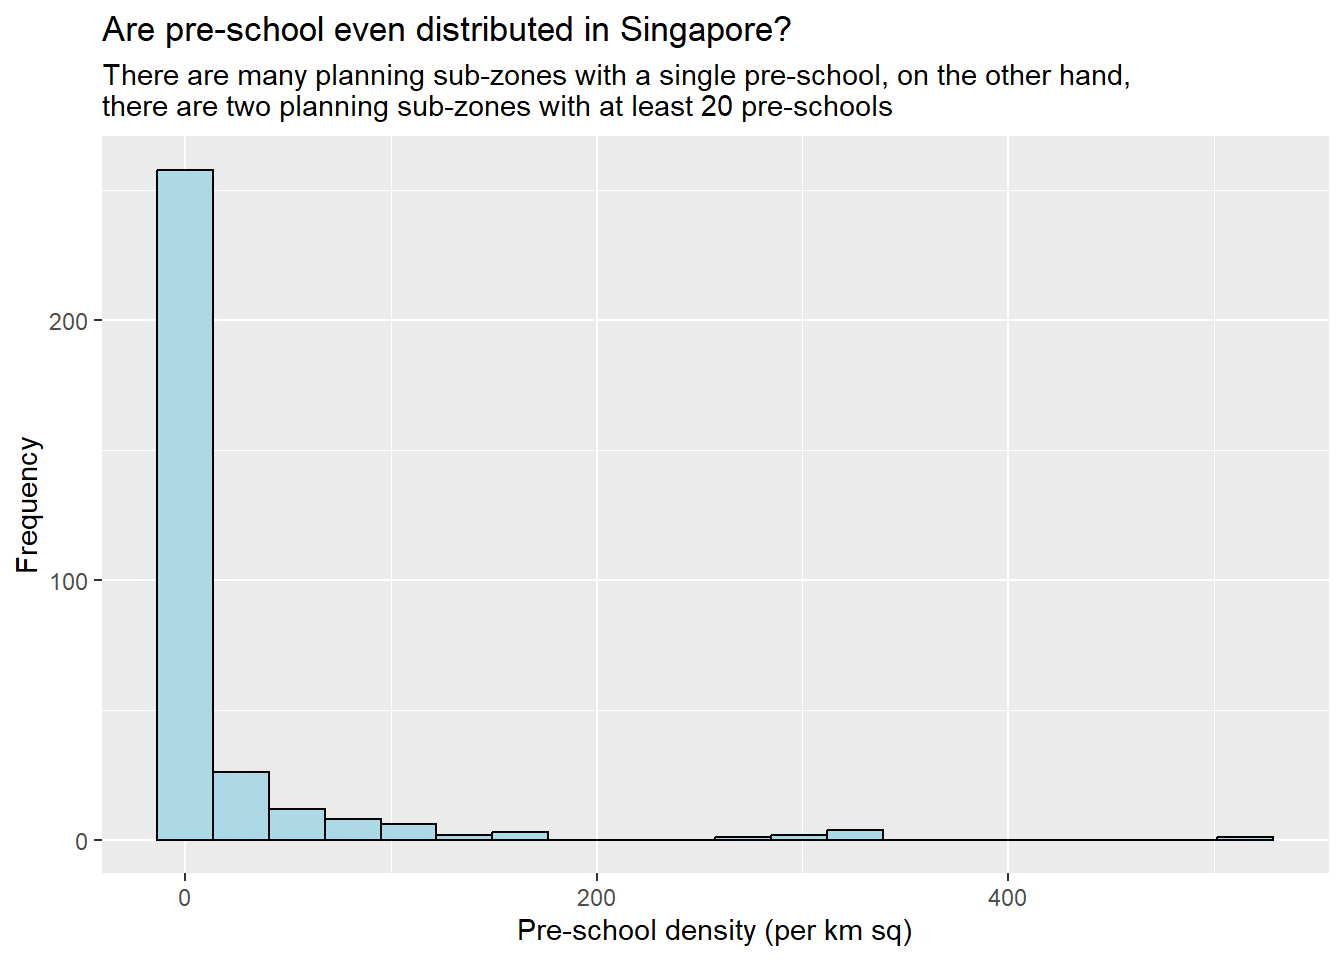 Are pre-school even distributed in Singapore?
There are many planning sub-zones with a single pre-school, on the other hand,
there are two planning sub-zones with at least 20 pre-schools
Frequency
200
100
0
0
200
400
Pre-school density (per km sq)